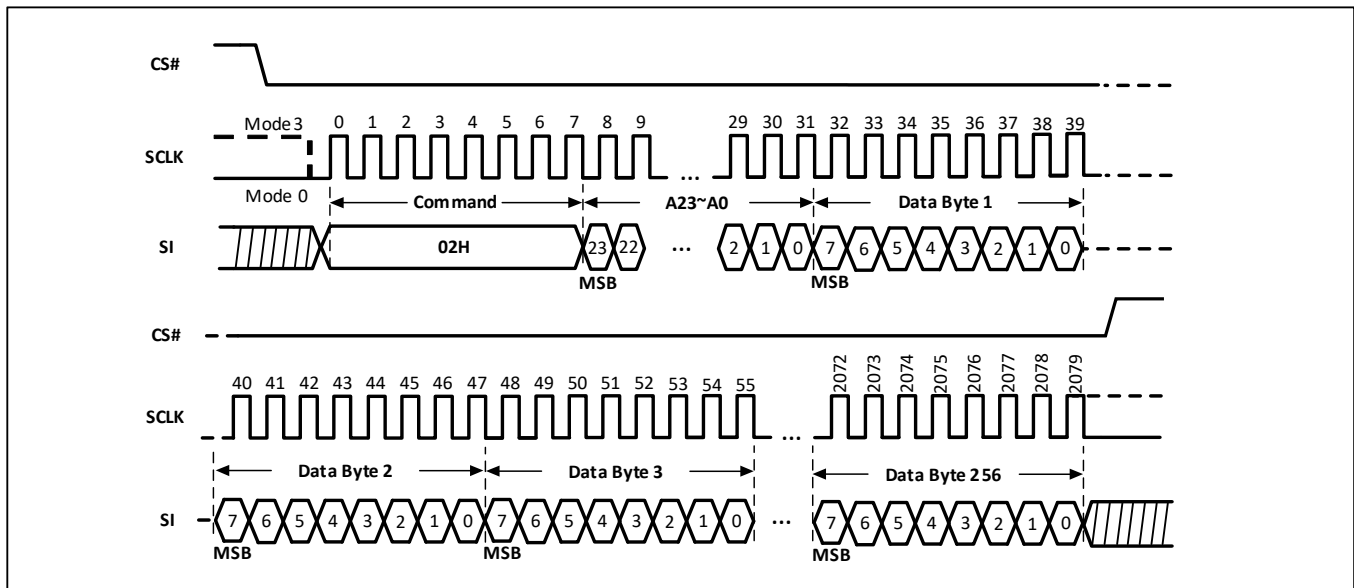 CS#
Mode 3
0 1 2 3 4 5 6 7 8 9 29 30 31 32 33 34 35 36 37 38 39
SCLK
...
Mode 0
Command A23~A0 Data Byte 1
SI 02H 23 22 ... 2 1 0 7 6 5 4 3 2 1 0
MSB MSB
CS#
40 41 42 43 44 45 46 47 48 49 50 51 52 53 54 55 2072 2073 2074 2075 2076 2077 2078 2079
SCLK
...
Data Byte 2 Data Byte 3 Data Byte 256
SI 7 6 5 4 3 2 1 0 7 6 5 4 3 2 1 0 ... 7 6 5 4 3 2 1 0
MSB MSB MSB